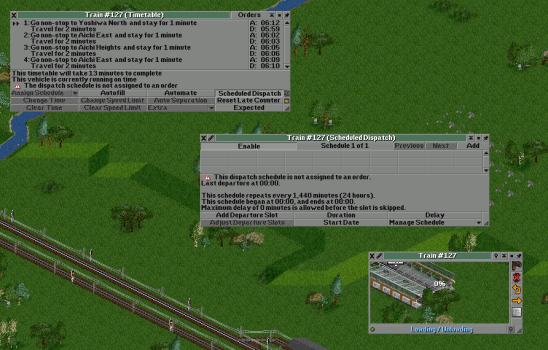 Train #127 (Timetable)
Orders
1: Go non-stop to Yoshiva North and stay for 1 minute
A: 06:12
Travel for 2 minutes
D: 05:59
2: Go non-stop to Aichi East and stay for 1 minute
A: 06:02
Travel for 2 minutes
D: 06:03
3: Go non-stop to Aichi Heights and stay for 1 minute
A: 06:05
Travel for 2 minutes
D: 06:06
4: Go non-stop to Aichi East and stay for 1 minute
A: 06:09
Travel for 2 minutes
D: 06:10
This timetable will take 13 minutes to complete
This vehicle is currently running on time
The dispatch schedule is not assigned to an order
Assign Schedule
Autofill
Automate
Scheduled Dispatch
Change Time
Change Speed Limit
Auto Separation
Reset Late Counter
Clear Time
Clear Speed Limit
Extra
Expected
Train #127 (Scheduled Dispatch)
Enable
Schedule 1 of 1
Previous
Next
Add
This dispatch schedule is not assigned to an order.
Last departure at 00:00.
This schedule repeats every 1,440 minutes (24 hours).
This schedule began at 00:00, and ends at 00:00.
Maximum delay of 0 minutes is allowed before the slot is skipped.
Add Departure Slot
Duration
Delay
Adjust Departure Slots
Start Date
Manage Schedule
Train #127
0%
Loading / Unloading